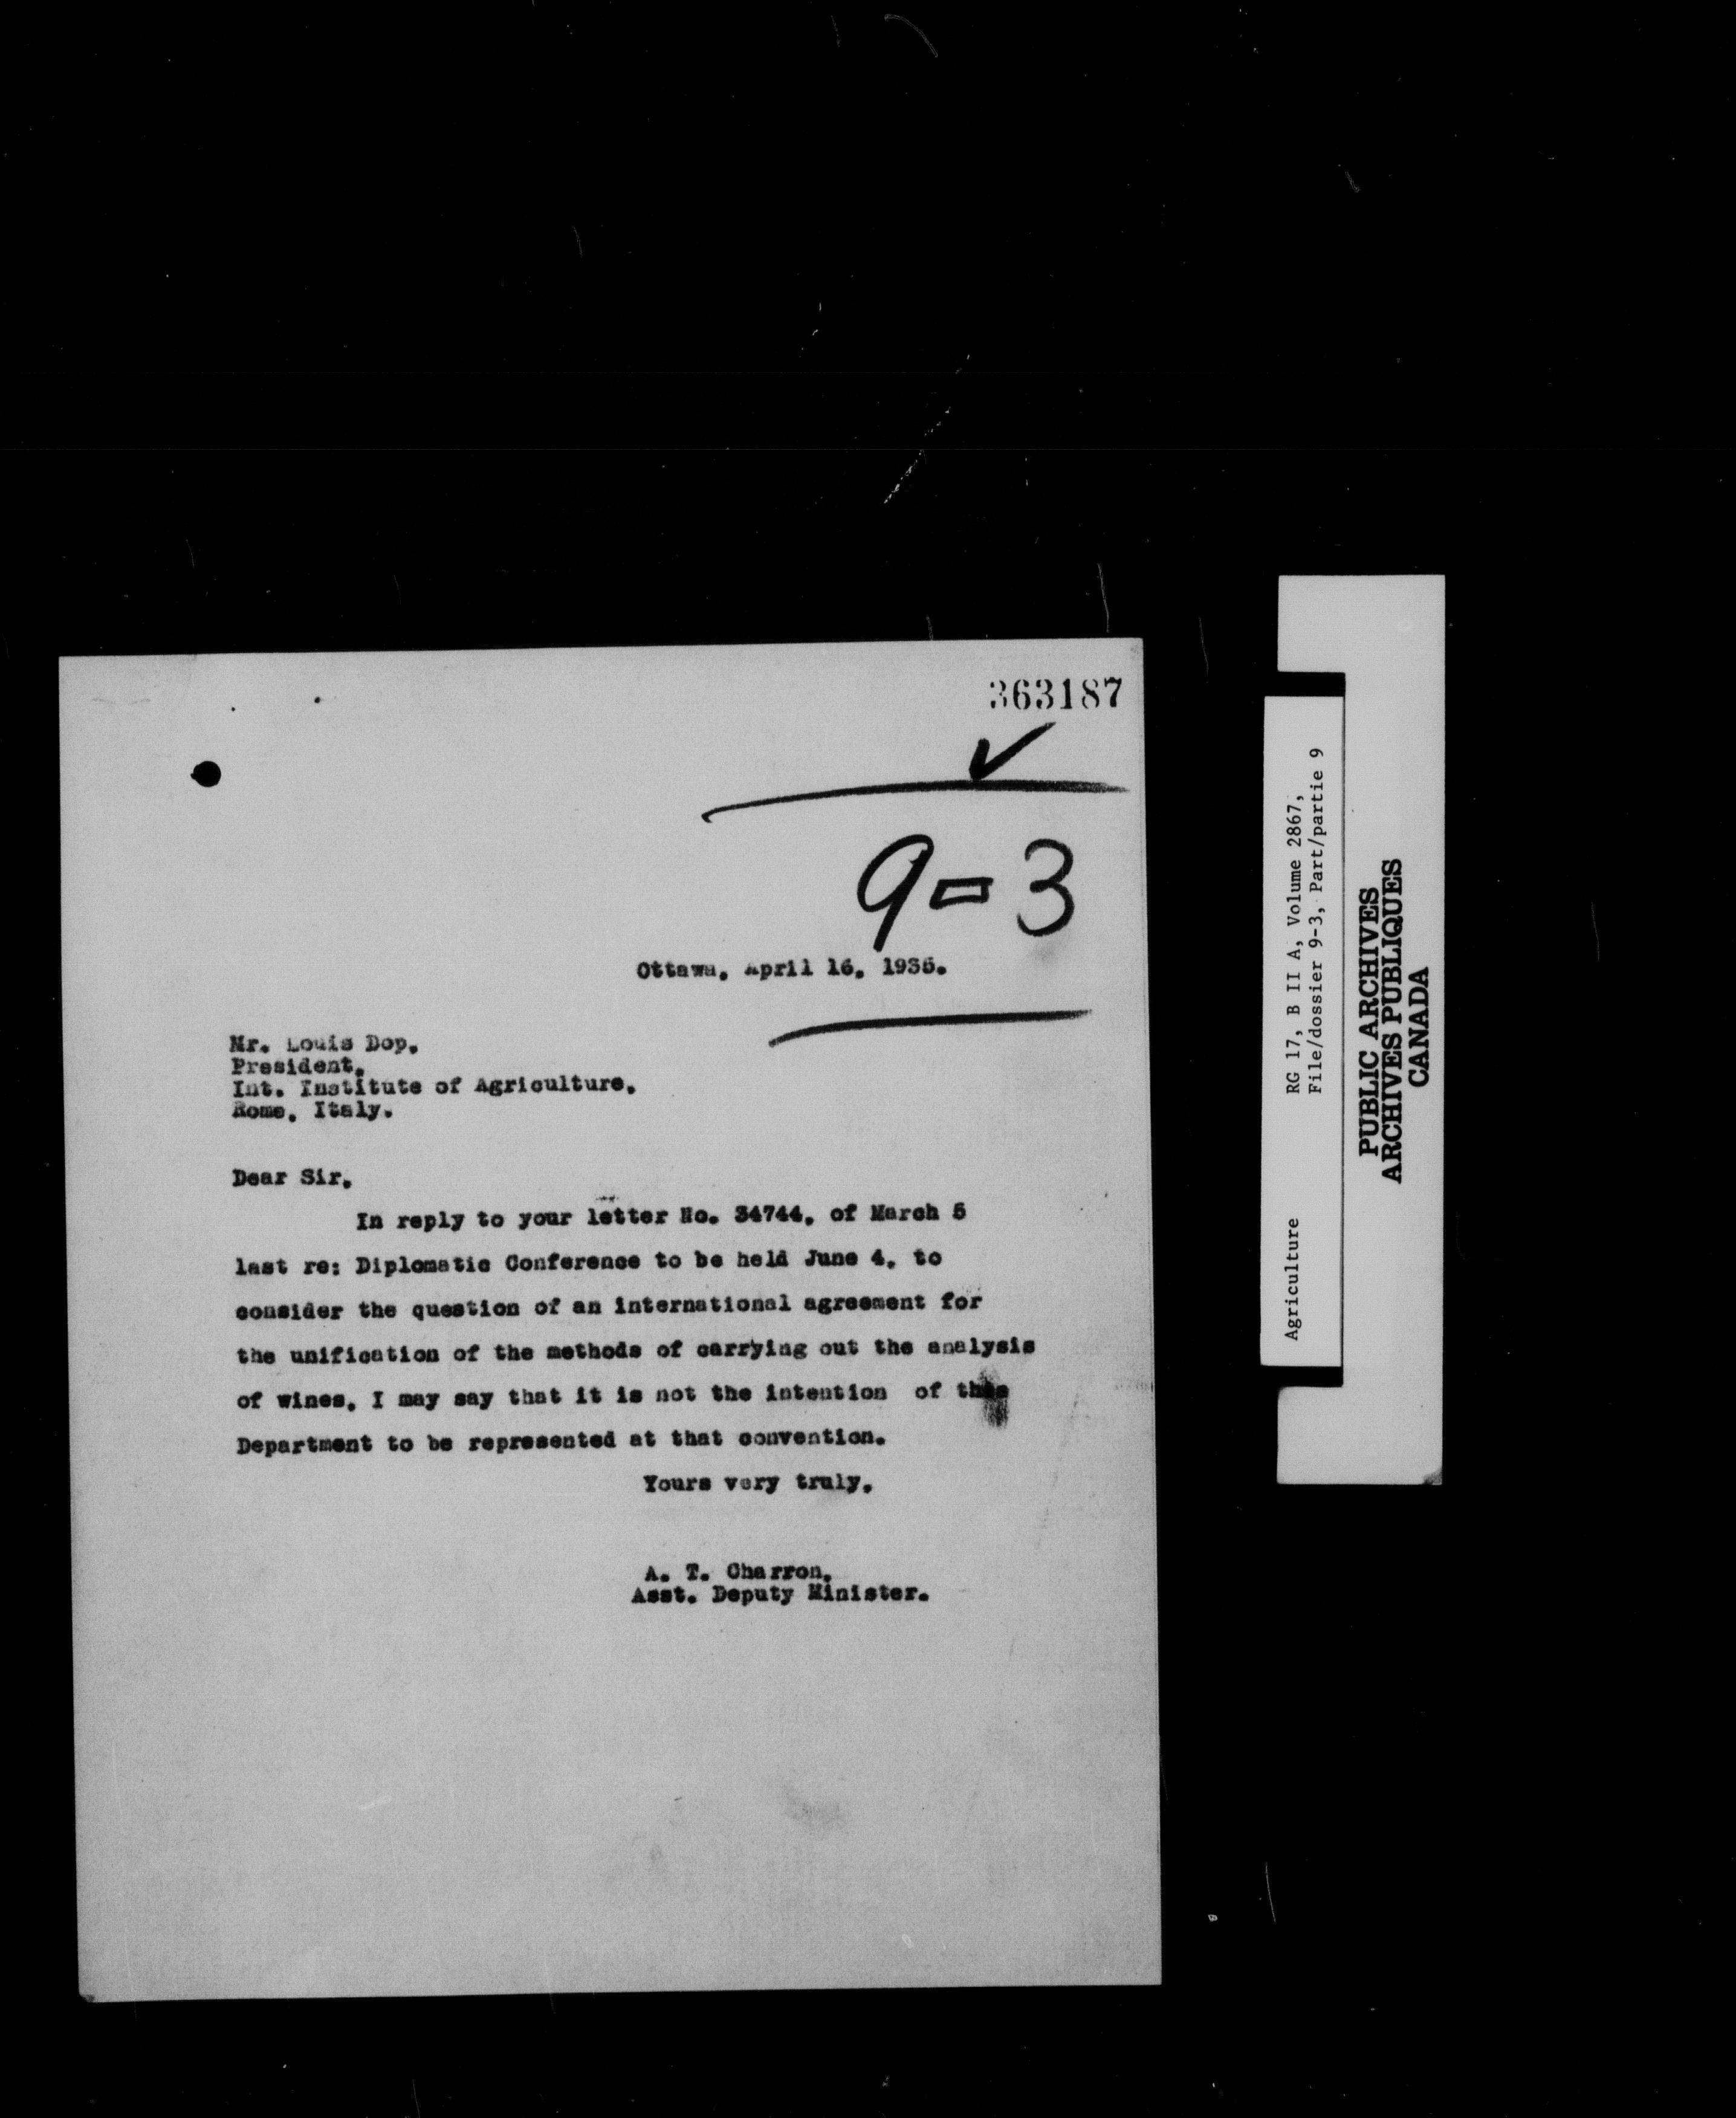 363187
✓
9-3
Ottawa, April 16, 1935.
Mr. Louis Dop,
President,
Int. Institute of Agriculture,
Rome, Italy.
Dear Sir,
In reply to your letter No. 34744, of March 5
last re: Diplomatic Conference to be held June 4, to
consider the question of an international agreement for
the unification of the methods of carrying out the analysis
of wines, I may say that it is not the intention of this
Department to be represented at that convention.
Yours very truly,
A. T. Charron,
Asst. Deputy Minister.
Agriculture RG 17, B II A, Volume 2867,
File/dossier 9-3, Part/partie 9
PUBLIC ARCHIVES
ARCHIVES PUBLIQUES
CANADA